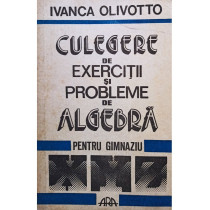 IVANCA OLIVOTTO
CULEGERE
DE
EXERCIȚII
ȘI
PROBLEME
DE
ALGEBRĂ
PENTRU GIMNAZIU
ARA